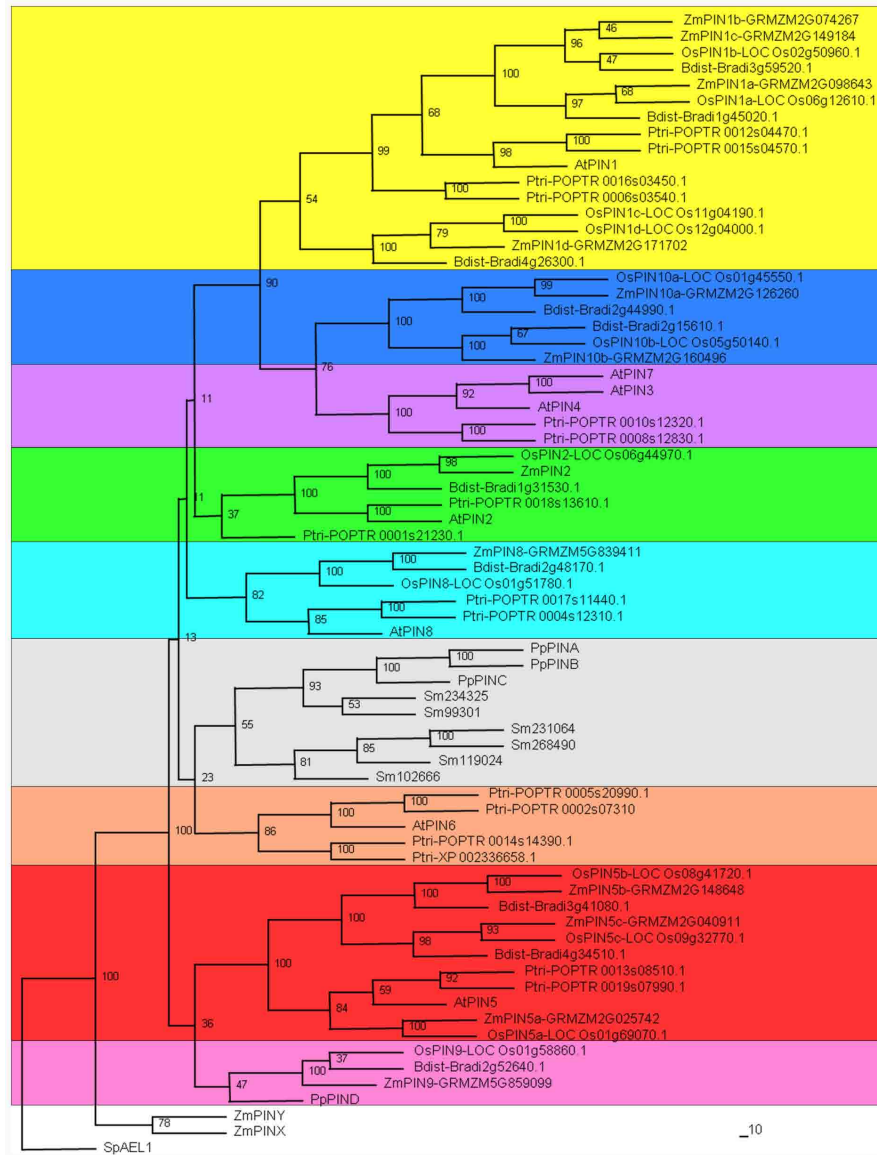 ZmPIN1b-GRMZM2G074267
46
ZmPIN1c-GRMZM2G149184
96
OsPIN1b-LOC Os02g50960.1
47
Bdist-Bradi3g59520.1
100
ZmPIN1a-GRMZM2G098643
68
OsPIN1a-LOC Os06g12610.1
97
Bdist-Bradi1g45020.1
68
Ptri-POPTR 0012s04470.1
100
Ptri-POPTR 0015s04570.1
98
AtPIN1
99
Ptri-POPTR 0016s03450.1
100
Ptri-POPTR 0006s03540.1
54
OsPIN1c-LOC Os11g04190.1
100
OsPIN1d-LOC Os12g04000.1
79
ZmPIN1d-GRMZM2G171702
100
Bdist-Bradi4g26300.1
90
OsPIN10a-LOC Os01g45550.1
99
ZmPIN10a-GRMZM2G126260
100
Bdist-Bradi2g44990.1
100
Bdist-Bradi2g15610.1
67
OsPIN10b-LOC Os05g50140.1
100
ZmPIN10b-GRMZM2G160496
76
AtPIN7
100
AtPIN3
92
AtPIN4
100
Ptri-POPTR 0010s12320.1
100
Ptri-POPTR 0008s12830.1
11
OsPIN2-LOC Os06g44970.1
98
ZmPIN2
100
Bdist-Bradi1g31530.1
100
Ptri-POPTR 0018s13610.1
100
AtPIN2
37
Ptri-POPTR 0001s21230.1
11
ZmPIN8-GRMZM5G839411
100
Bdist-Bradi2g48170.1
100
OsPIN8-LOC Os01g51780.1
82
Ptri-POPTR 0017s11440.1
100
Ptri-POPTR 0004s12310.1
85
AtPIN8
13
PpPINA
100
PpPINB
100
PpPINC
93
Sm234325
53
Sm99301
55
Sm231064
100
Sm268490
85
Sm119024
81
Sm102666
23
Ptri-POPTR 0005s20990.1
100
Ptri-POPTR 0002s07310
100
AtPIN6
86
Ptri-POPTR 0014s14390.1
100
Ptri-XP 002336658.1
100
OsPIN5b-LOC Os08g41720.1
100
ZmPIN5b-GRMZM2G148648
100
Bdist-Bradi3g41080.1
100
ZmPIN5c-GRMZM2G040911
93
OsPIN5c-LOC Os09g32770.1
98
Bdist-Bradi4g34510.1
100
Ptri-POPTR 0013s08510.1
92
Ptri-POPTR 0019s07990.1
59
AtPIN5
84
ZmPIN5a-GRMZM2G025742
100
OsPIN5a-LOC Os01g69070.1
36
OsPIN9-LOC Os01g58860.1
37
Bdist-Bradi2g52640.1
100
ZmPIN9-GRMZM5G859099
47
PpPIND
100
ZmPINY
78
ZmPINX
10
SpAEL1